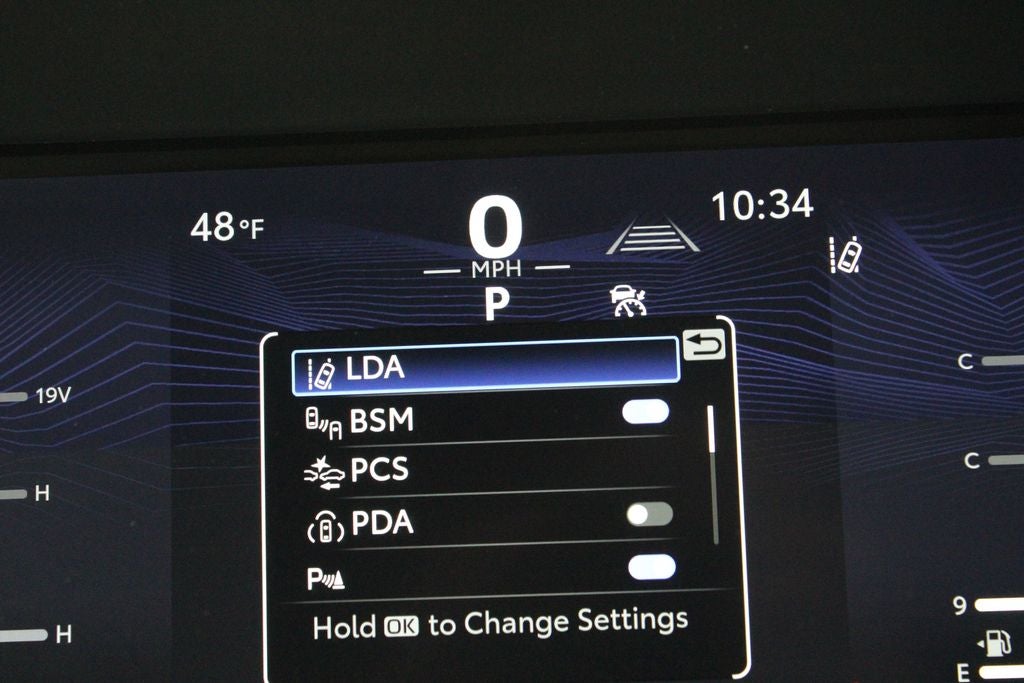 48°F
0
MPH
P
10:34
LDA
BSM
PCS
PDA
P
Hold OK to Change Settings
19V
H
H
C
C
9
E